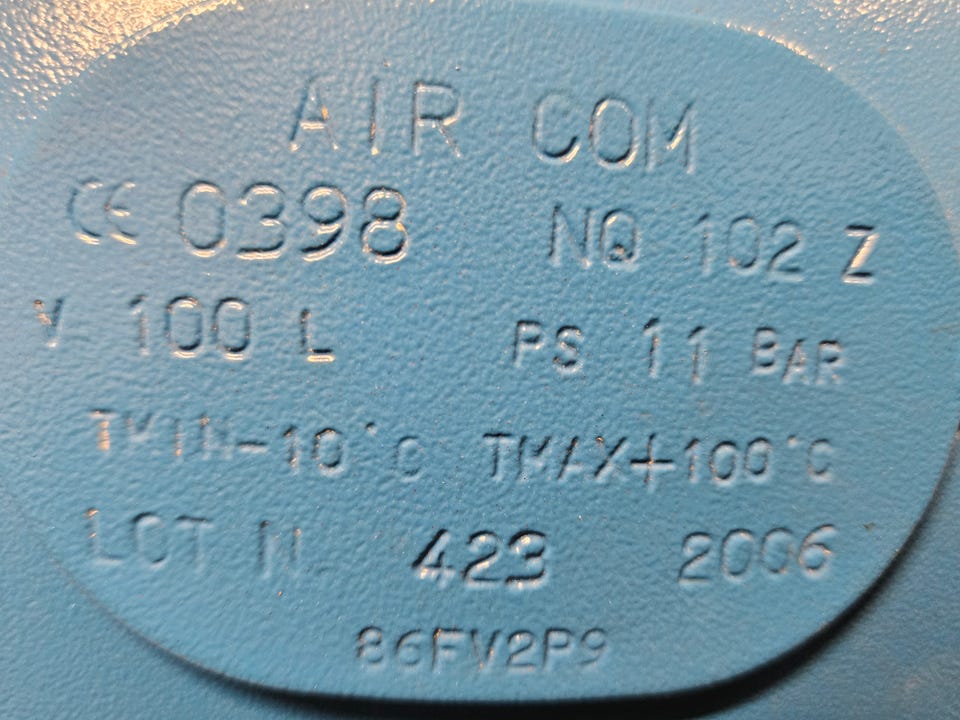 AIR COM
CE 0398 NQ 102 Z
V 100 L PS 11 BAR
TMIN-10°C TMAX+100°C
LOT N. 423 2006
86FV2P9